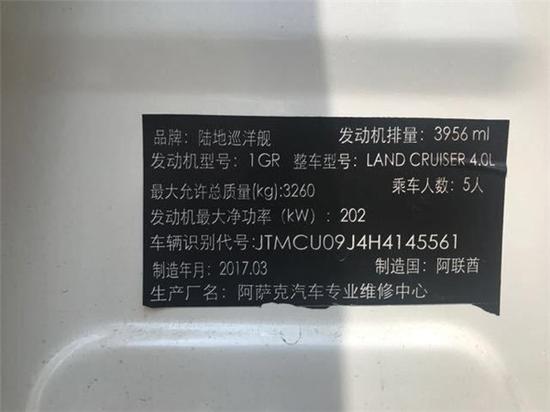 品牌：陆地巡洋舰 发动机排量：3956 ml
发动机型号：1GR 整车型号：LAND CRUISER 4.0L
最大允许总质量(kg):3260 乘车人数：5人
发动机最大净功率（kW）：202
车辆识别代号:JTMCU09J4H4145561
制造年月：2017.03 制造国：阿联酋
生产厂名：阿萨克汽车专业维修中心